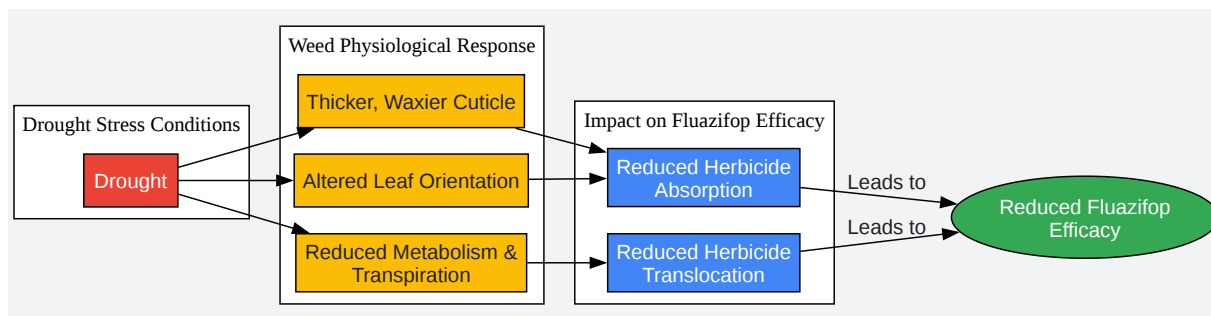 Drought Stress Conditions
Drought
Weed Physiological Response
Thicker, Waxier Cuticle
Altered Leaf Orientation
Reduced Metabolism &
Transpiration
Impact on Fluazifop Efficacy
Reduced Herbicide
Absorption
Reduced Herbicide
Translocation
Leads to
Leads to
Reduced Fluazifop
Efficacy